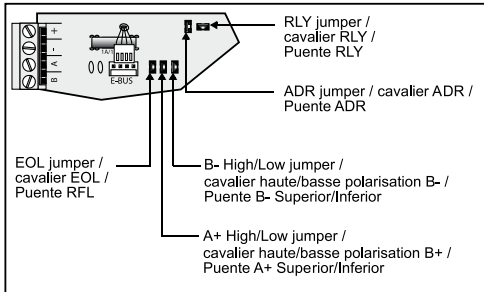 RLY jumper /
cavalier RLY /
Puente RLY
+
-
A
B
1A/
E-BUS
ADR jumper / cavalier ADR /
Puente ADR
EOL jumper /
cavalier EOL /
Puente RFL
B- High/Low jumper /
cavalier haute/basse polarisation B- /
Puente B- Superior/Inferior
A+ High/Low jumper /
cavalier haute/basse polarisation B+ /
Puente A+ Superior/Inferior